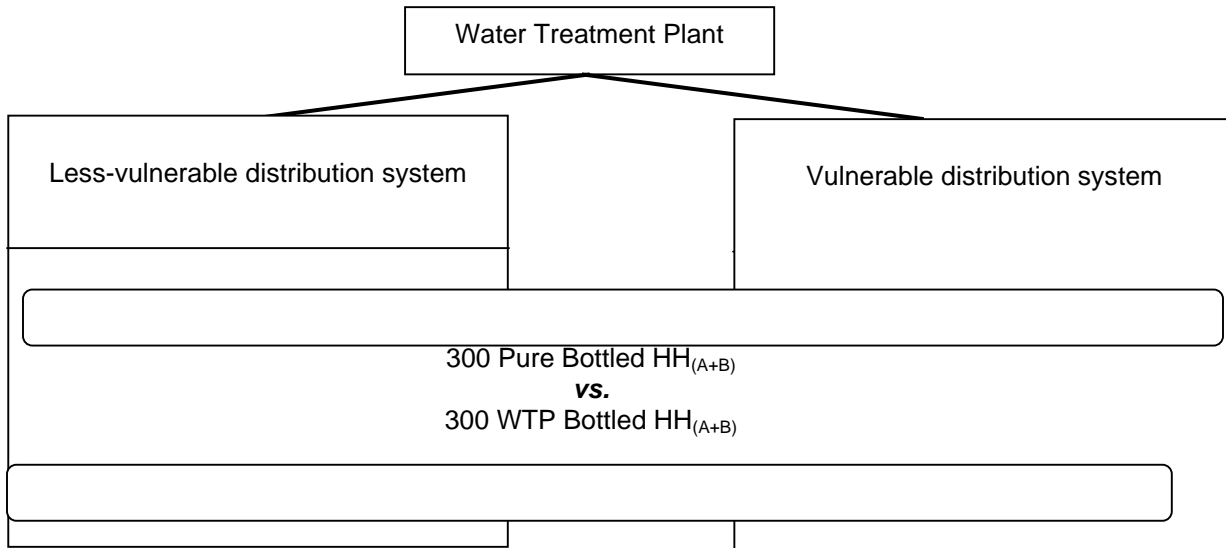 Water Treatment Plant
Less-vulnerable distribution system
Vulnerable distribution system
300 Pure Bottled HH(A+B)
vs.
300 WTP Bottled HH(A+B)